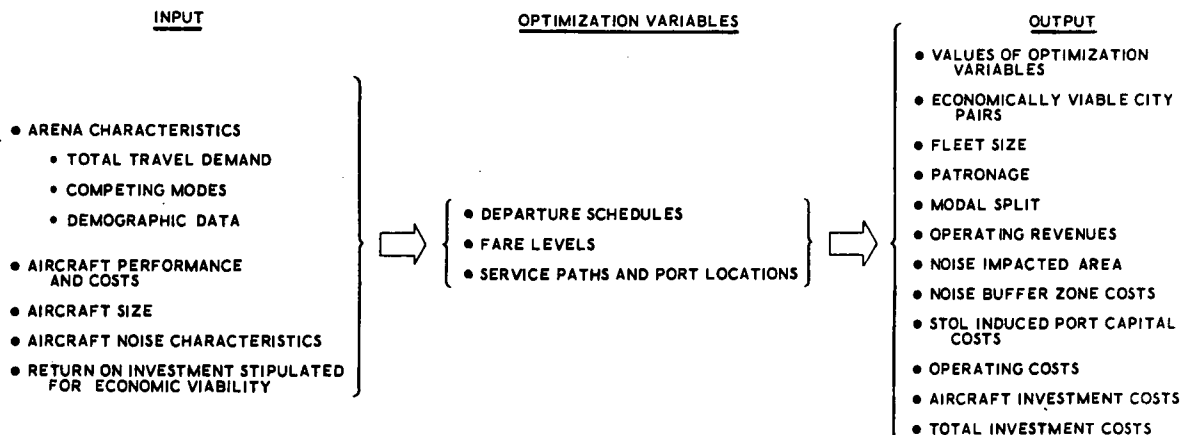 INPUT
• ARENA CHARACTERISTICS
• TOTAL TRAVEL DEMAND
• COMPETING MODES
• DEMOGRAPHIC DATA
• AIRCRAFT PERFORMANCE
AND COSTS
• AIRCRAFT SIZE
• AIRCRAFT NOISE CHARACTERISTICS
• RETURN ON INVESTMENT STIPULATED
FOR ECONOMIC VIABILITY
OPTIMIZATION VARIABLES
• DEPARTURE SCHEDULES
• FARE LEVELS
• SERVICE PATHS AND PORT LOCATIONS
OUTPUT
• VALUES OF OPTIMIZATION
VARIABLES
• ECONOMICALLY VIABLE CITY
PAIRS
• FLEET SIZE
• PATRONAGE
• MODAL SPLIT
• OPERATING REVENUES
• NOISE IMPACTED AREA
• NOISE BUFFER ZONE COSTS
• STOL INDUCED PORT CAPITAL
COSTS
• OPERATING COSTS
• AIRCRAFT INVESTMENT COSTS
• TOTAL INVESTMENT COSTS